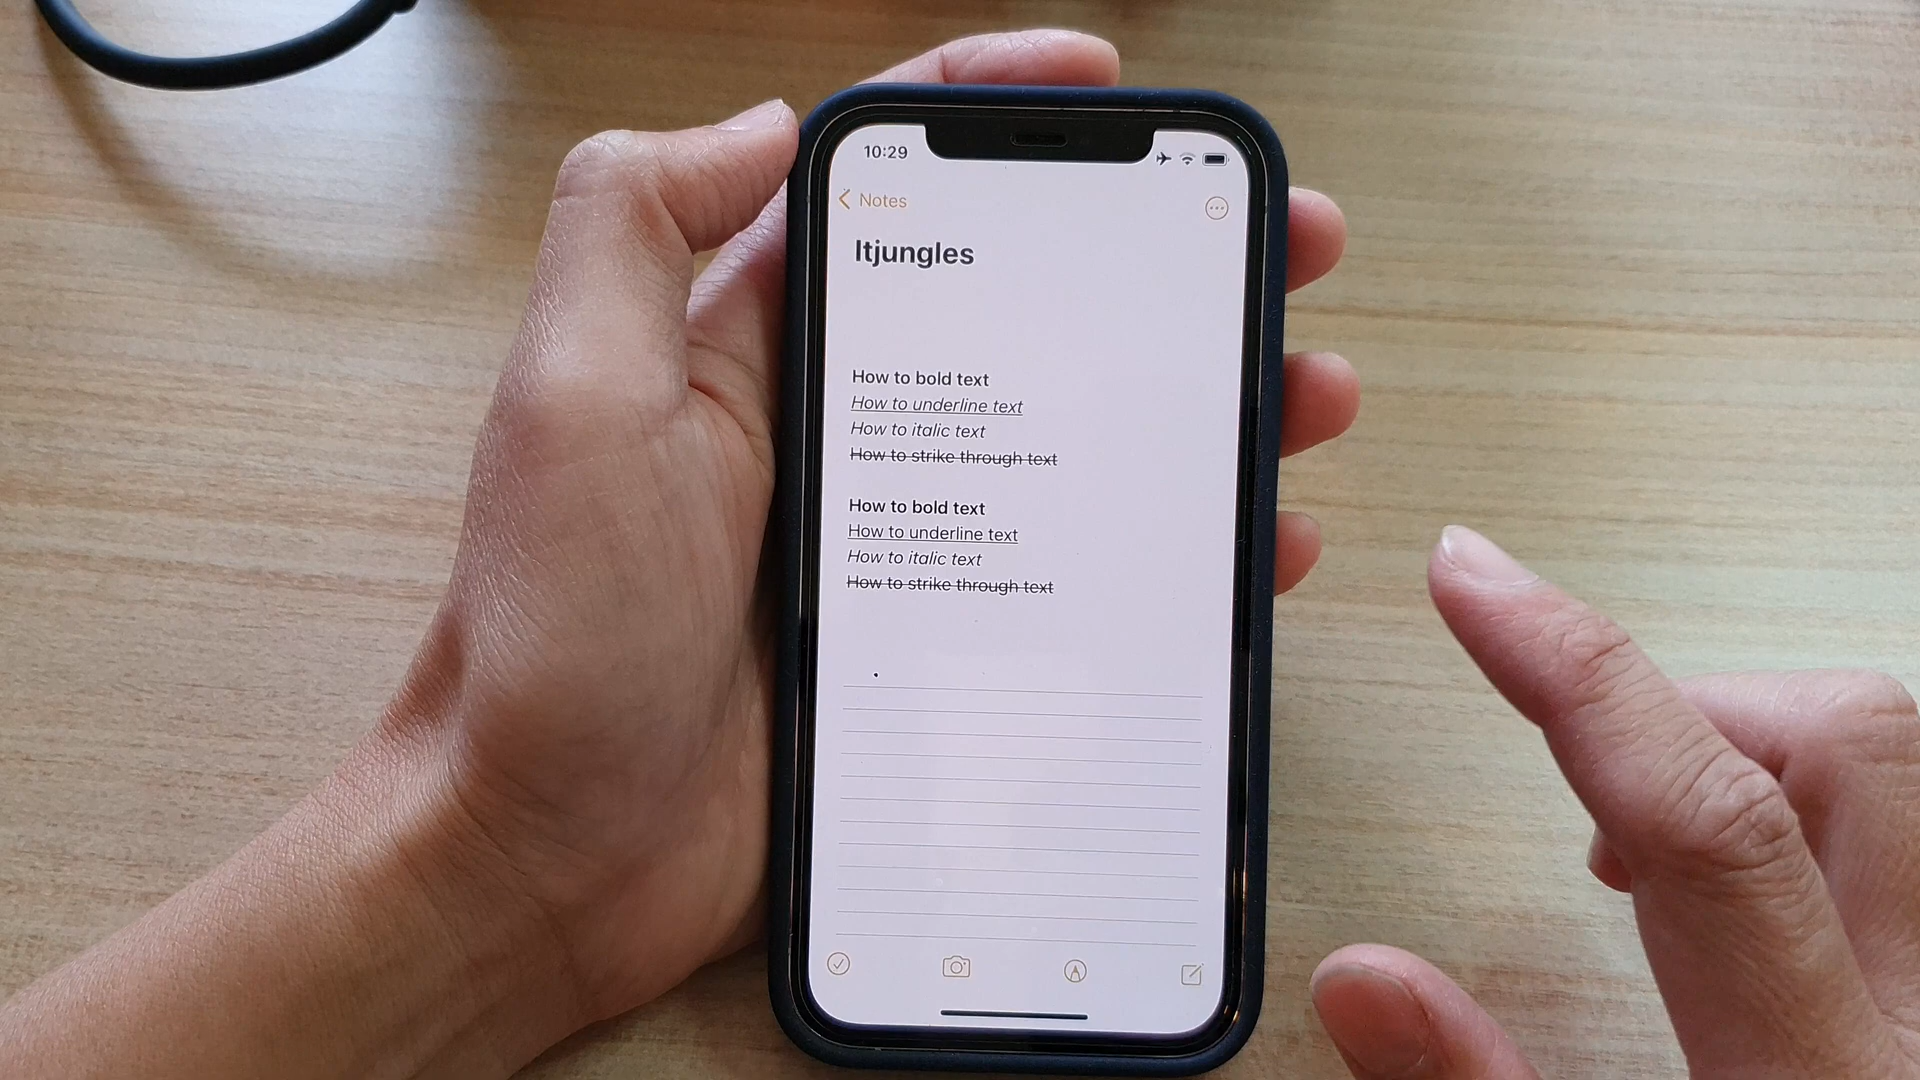 10:29
Notes
Itjungles
How to bold text
How to underline text
How to italic text
How to strike through text
How to bold text
How to underline text
How to italic text
How to strike through text